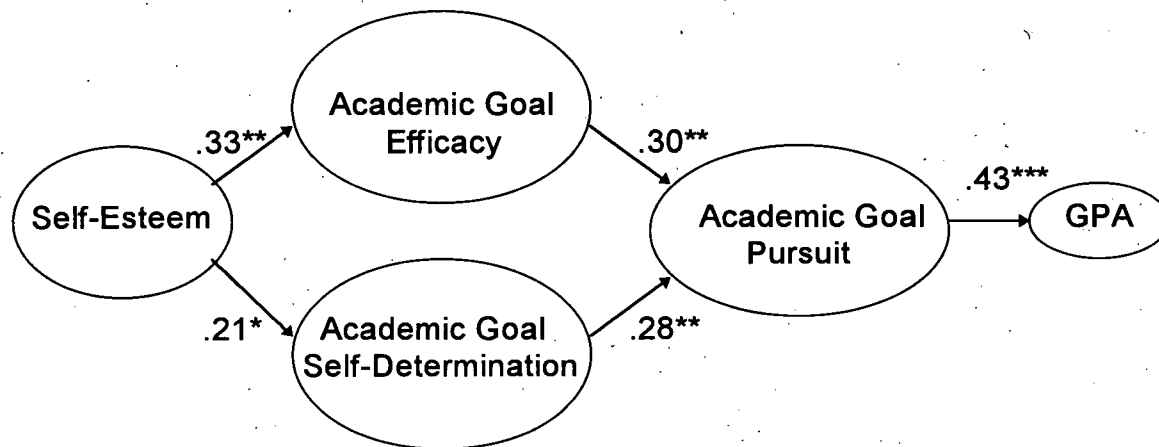 Academic Goal
Efficacy
.33**
.30**
Self-Esteem
Academic Goal
Pursuit
.43***
GPA
.21*
Academic Goal
Self-Determination
.28**